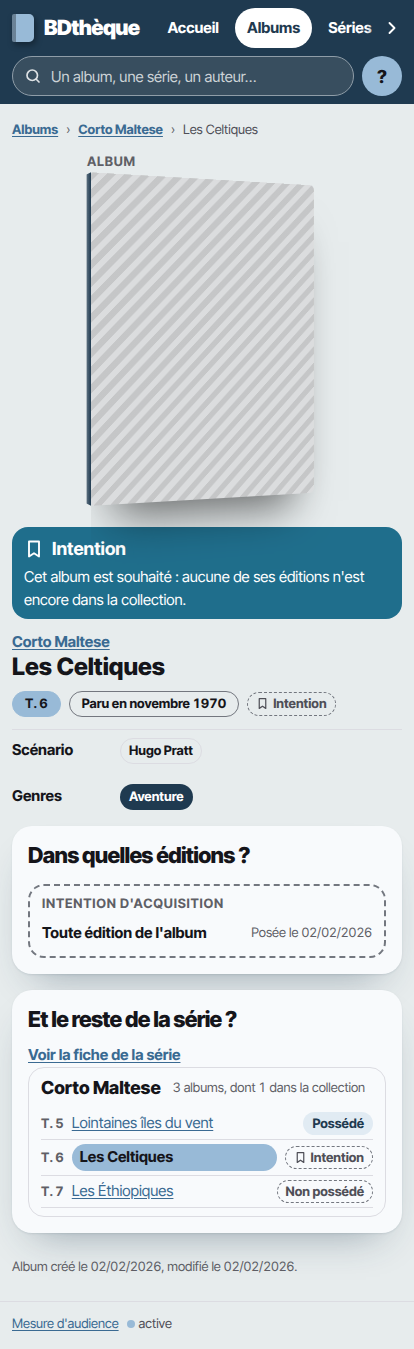 BDthèque Accueil Albums Séries
Un album, une série, un auteur... ?
Albums › Corto Maltese › Les Celtiques
ALBUM
Intention
Cet album est souhaité : aucune de ses éditions n'est
encore dans la collection.
Corto Maltese
Les Celtiques
T. 6 Paru en novembre 1970 Intention
Scénario Hugo Pratt
Genres Aventure
Dans quelles éditions ?
INTENTION D'ACQUISITION
Toute édition de l'album Posée le 02/02/2026
Et le reste de la série ?
Voir la fiche de la série
Corto Maltese 3 albums, dont 1 dans la collection
T. 5 Lointaines îles du vent Possédé
T. 6 Les Celtiques Intention
T. 7 Les Éthiopiques Non possédé
Album créé le 02/02/2026, modifié le 02/02/2026.
Mesure d'audience active